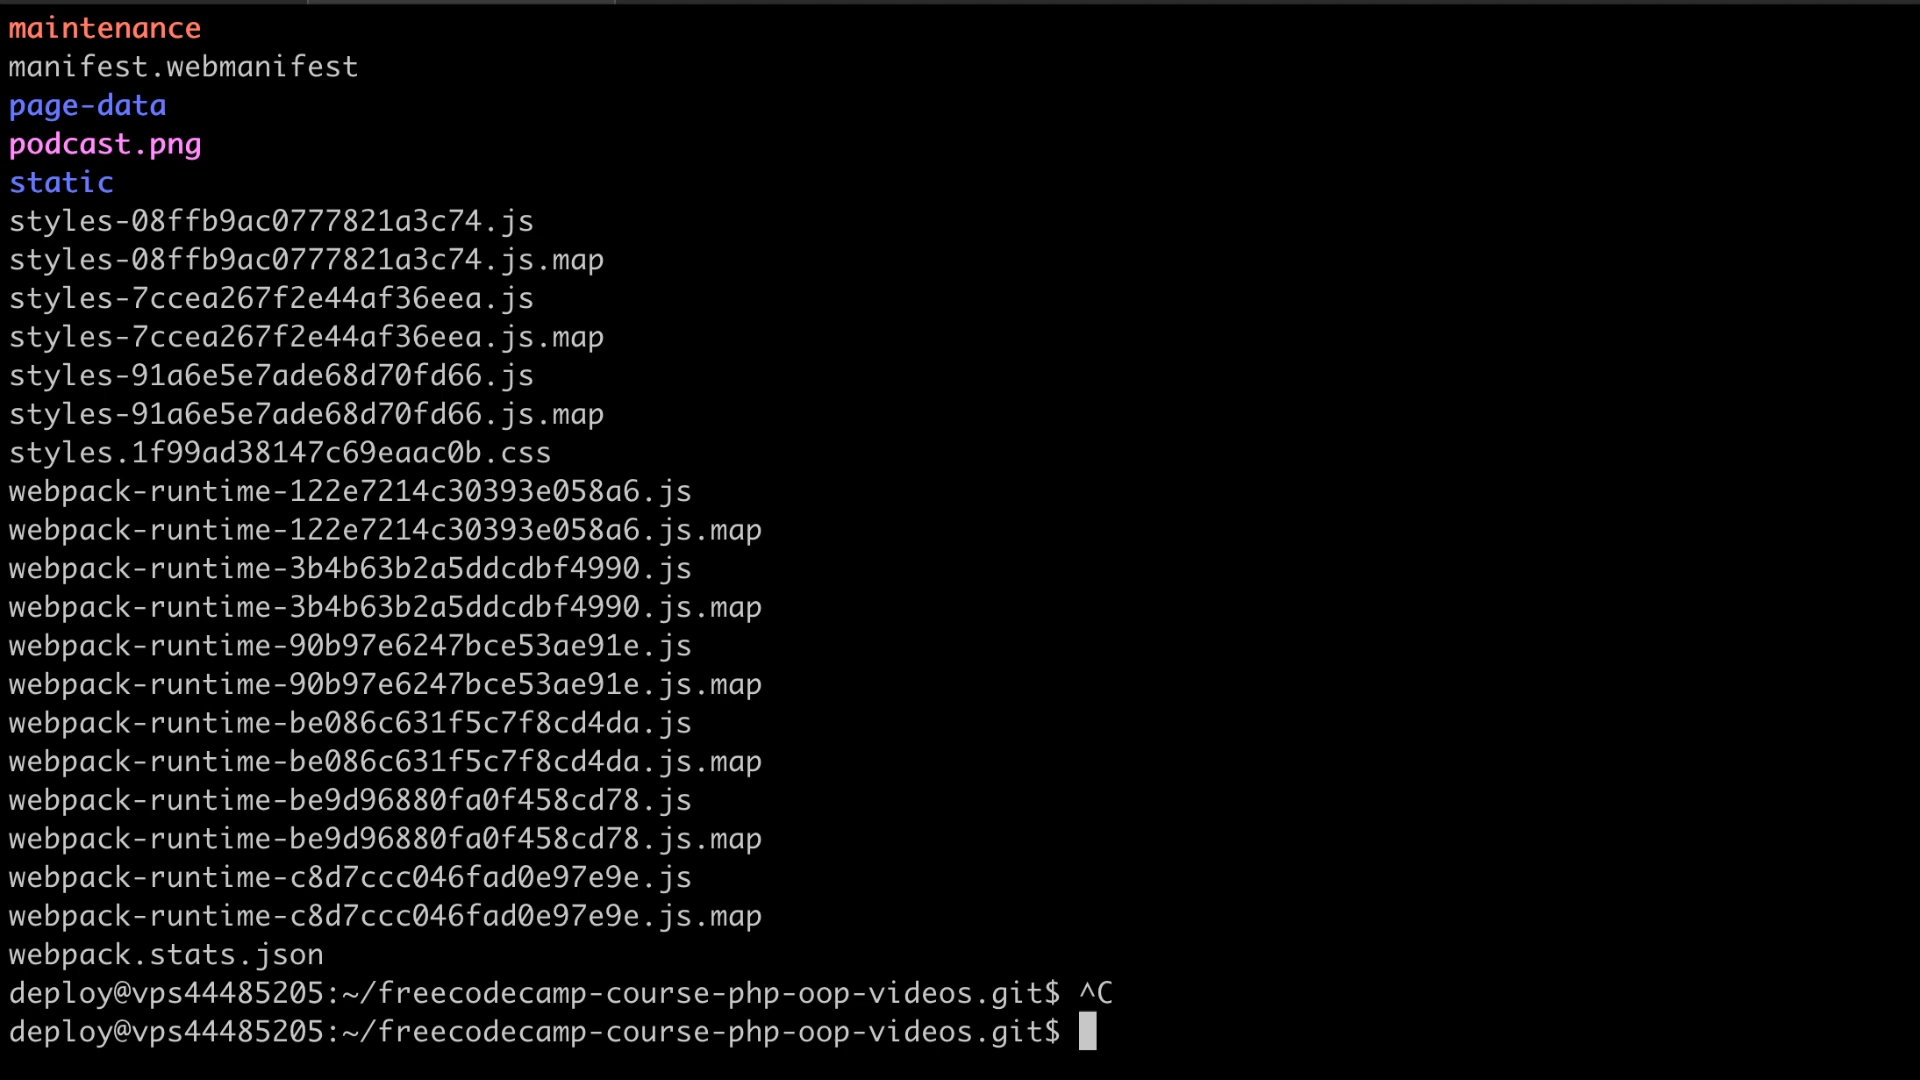 maintenance
manifest.webmanifest
page-data
podcast.png
static
styles-08ffb9ac0777821a3c74.js
styles-08ffb9ac0777821a3c74.js.map
styles-7ccea267f2e44af36eea.js
styles-7ccea267f2e44af36eea.js.map
styles-91a6e5e7ade68d70fd66.js
styles-91a6e5e7ade68d70fd66.js.map
styles.1f99ad38147c69eaac0b.css
webpack-runtime-122e7214c30393e058a6.js
webpack-runtime-122e7214c30393e058a6.js.map
webpack-runtime-3b4b63b2a5ddcdbf4990.js
webpack-runtime-3b4b63b2a5ddcdbf4990.js.map
webpack-runtime-90b97e6247bce53ae91e.js
webpack-runtime-90b97e6247bce53ae91e.js.map
webpack-runtime-be086c631f5c7f8cd4da.js
webpack-runtime-be086c631f5c7f8cd4da.js.map
webpack-runtime-be9d96880fa0f458cd78.js
webpack-runtime-be9d96880fa0f458cd78.js.map
webpack-runtime-c8d7ccc046fad0e97e9e.js
webpack-runtime-c8d7ccc046fad0e97e9e.js.map
webpack.stats.json
deploy@vps44485205:~/freecodecamp-course-php-oop-videos.git$ ^C
deploy@vps44485205:~/freecodecamp-course-php-oop-videos.git$